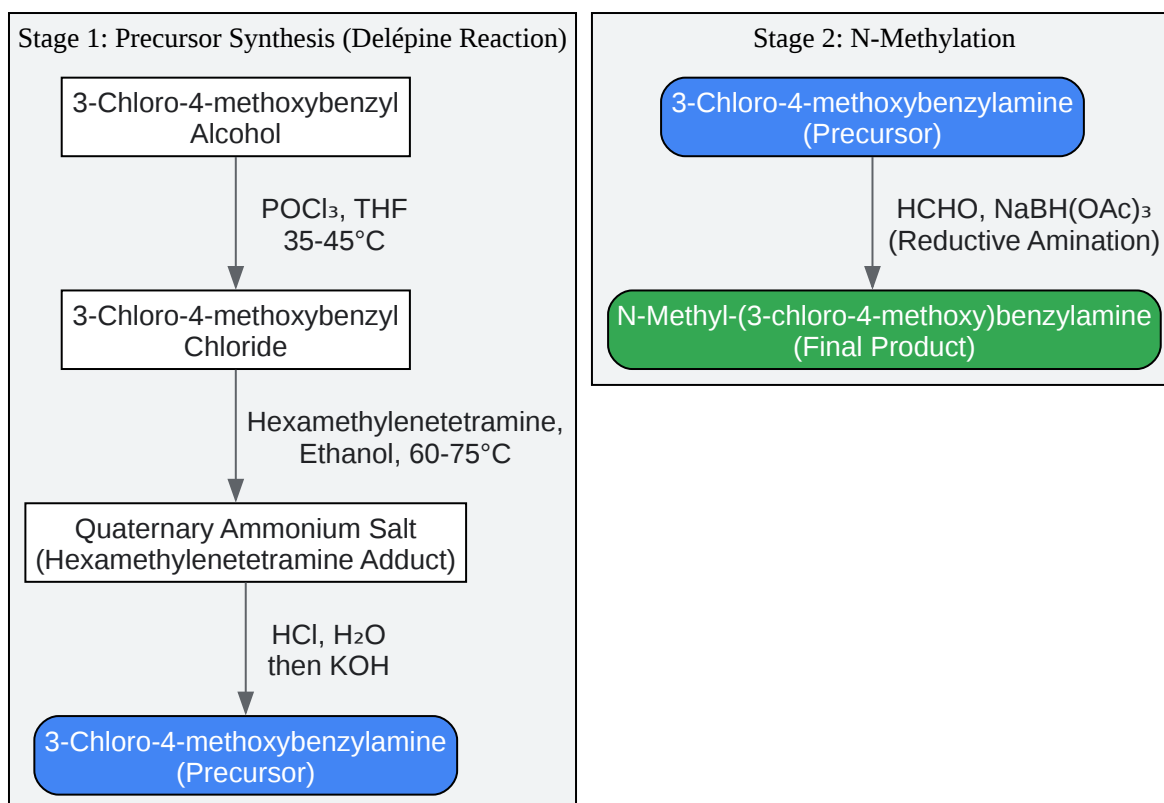 Stage 1: Precursor Synthesis (Delépine Reaction)
3-Chloro-4-methoxybenzyl
Alcohol
POCl₃, THF
35-45°C
3-Chloro-4-methoxybenzyl
Chloride
Hexamethylenetetramine,
Ethanol, 60-75°C
Quaternary Ammonium Salt
(Hexamethylenetetramine Adduct)
HCl, H₂O
then KOH
3-Chloro-4-methoxybenzylamine
(Precursor)
Stage 2: N-Methylation
3-Chloro-4-methoxybenzylamine
(Precursor)
HCHO, NaBH(OAc)₃
(Reductive Amination)
N-Methyl-(3-chloro-4-methoxy)benzylamine
(Final Product)